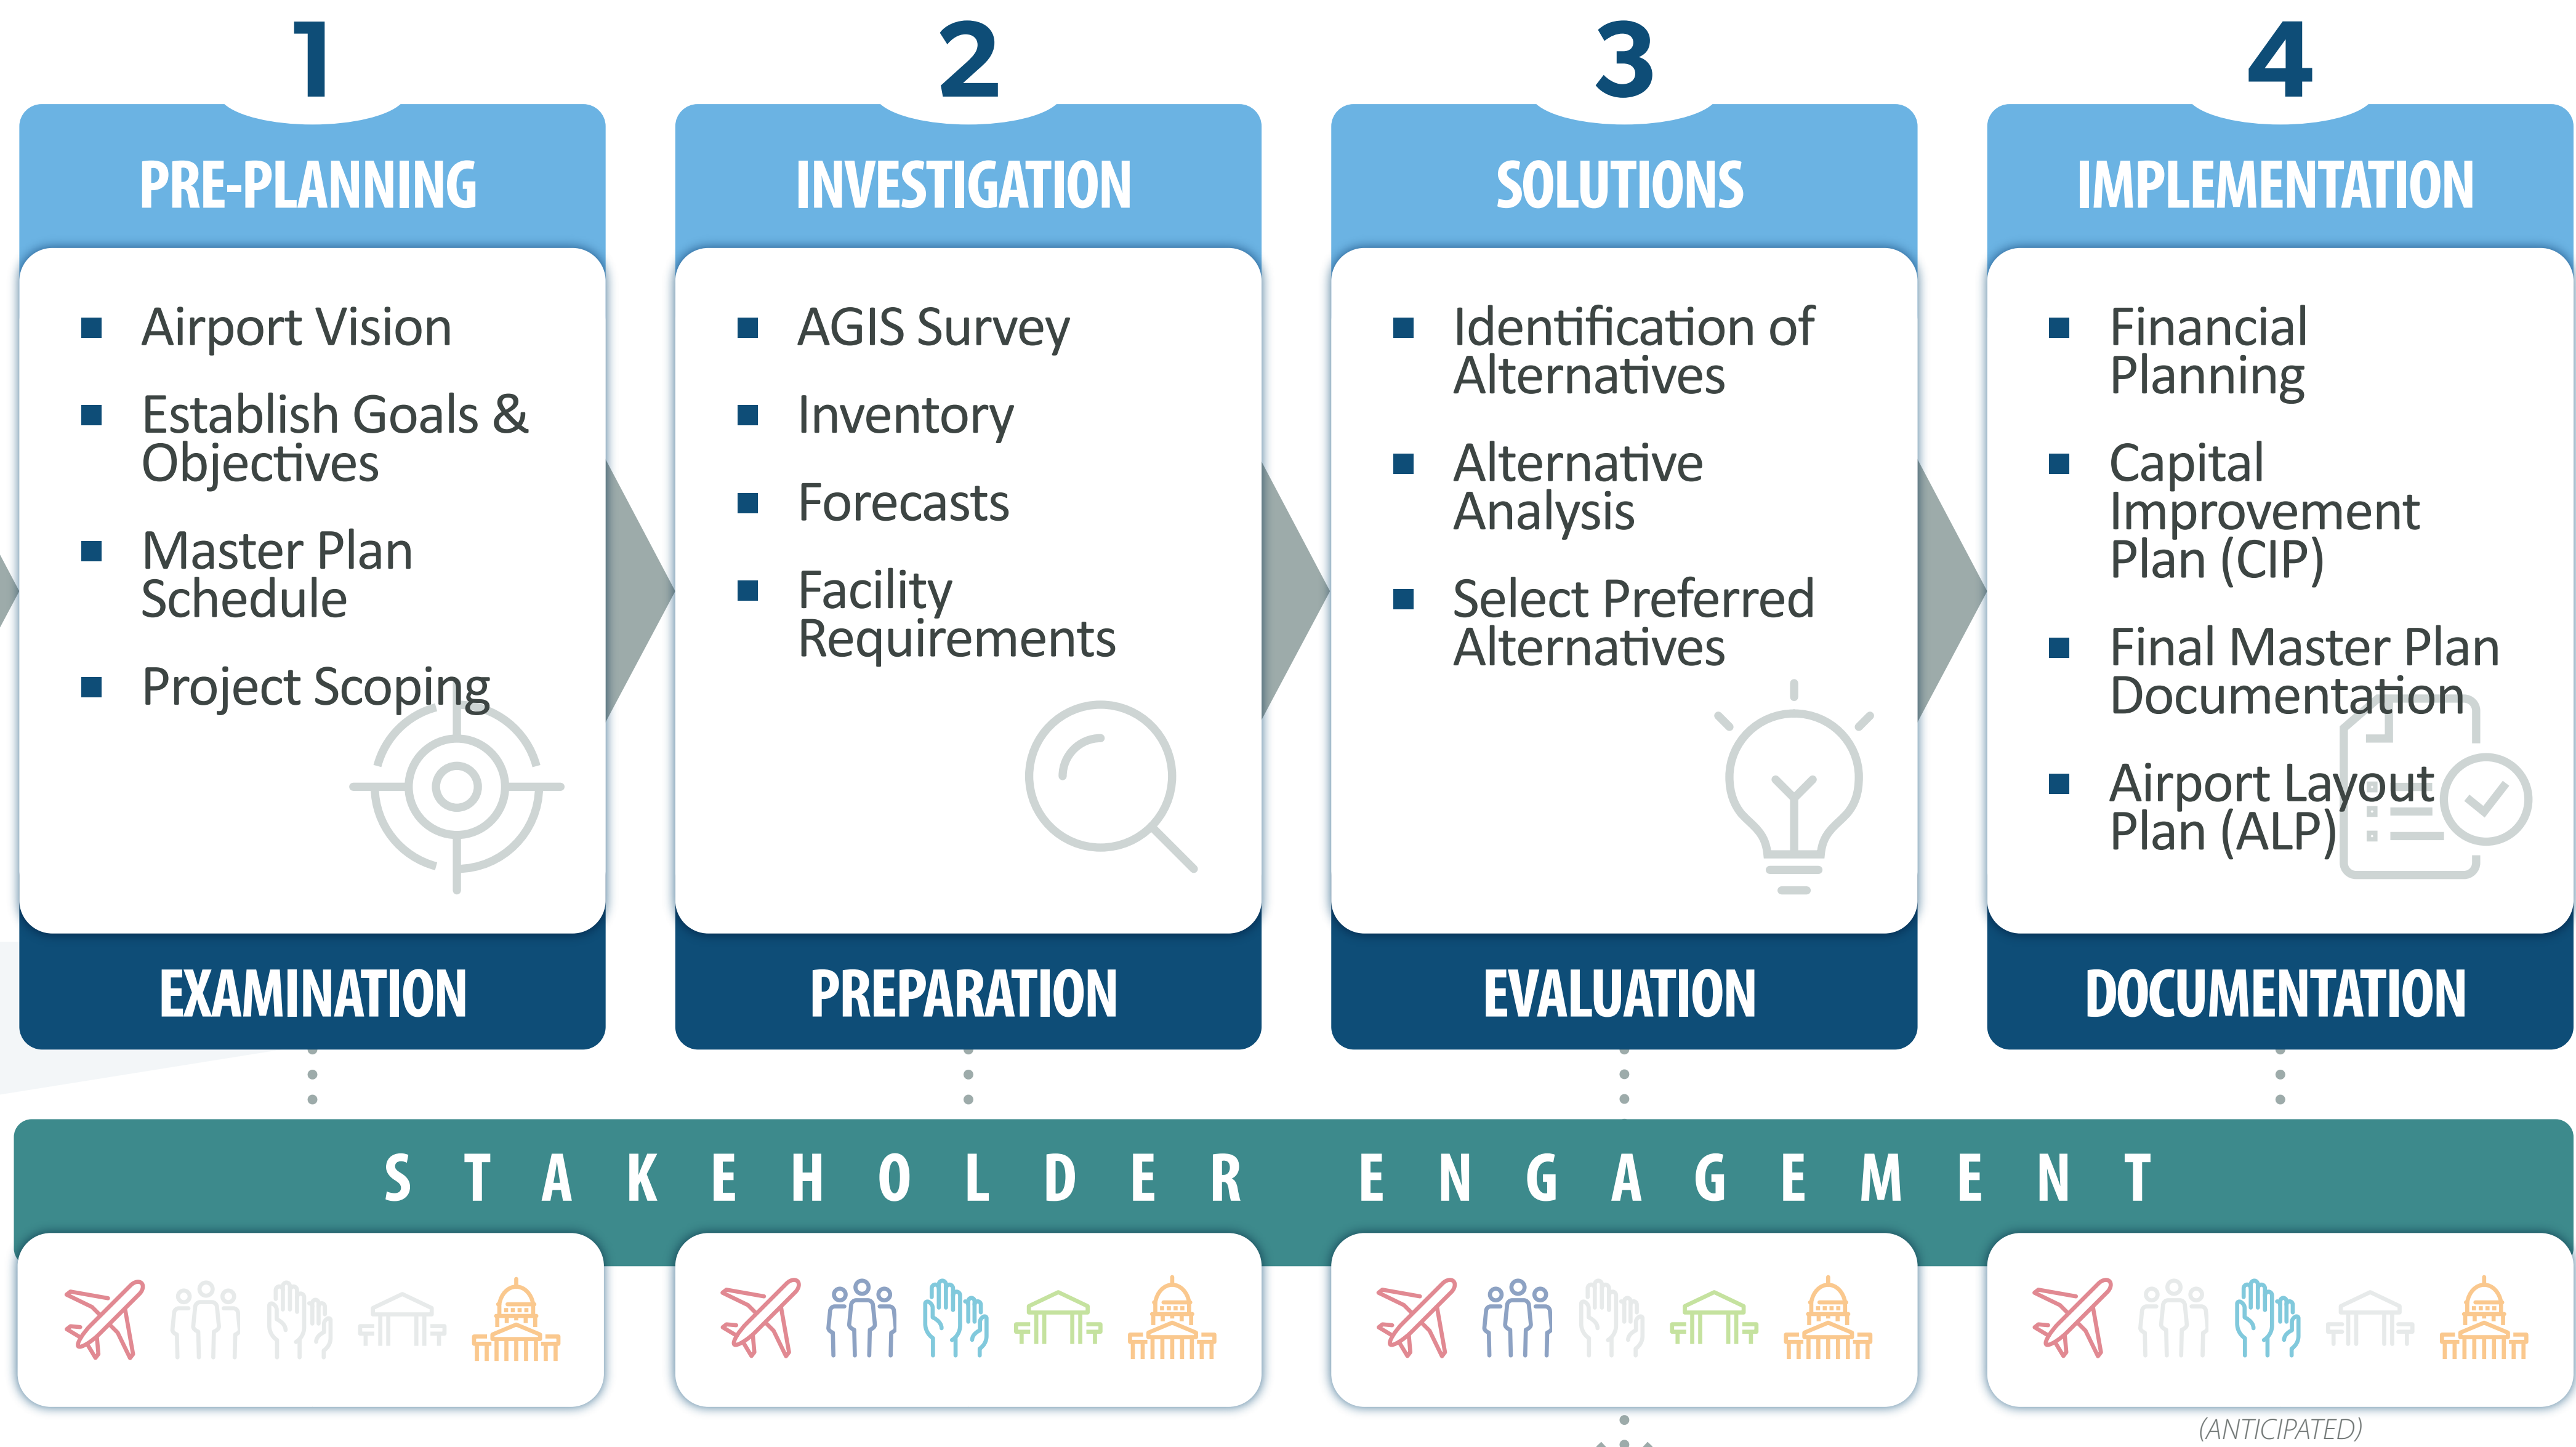 1
PRE-PLANNING
▪ Airport Vision
▪ Establish Goals &
Objectives
▪ Master Plan
Schedule
▪ Project Scoping
EXAMINATION
2
INVESTIGATION
▪ AGIS Survey
▪ Inventory
▪ Forecasts
▪ Facility
Requirements
PREPARATION
3
SOLUTIONS
▪ Identification of
Alternatives
▪ Alternative
Analysis
▪ Select Preferred
Alternatives
EVALUATION
4
IMPLEMENTATION
▪ Financial
Planning
▪ Capital
Improvement
Plan (CIP)
▪ Final Master Plan
Documentation
▪ Airport Layout
Plan (ALP)
DOCUMENTATION
STAKEHOLDER ENGAGEMENT
(ANTICIPATED)